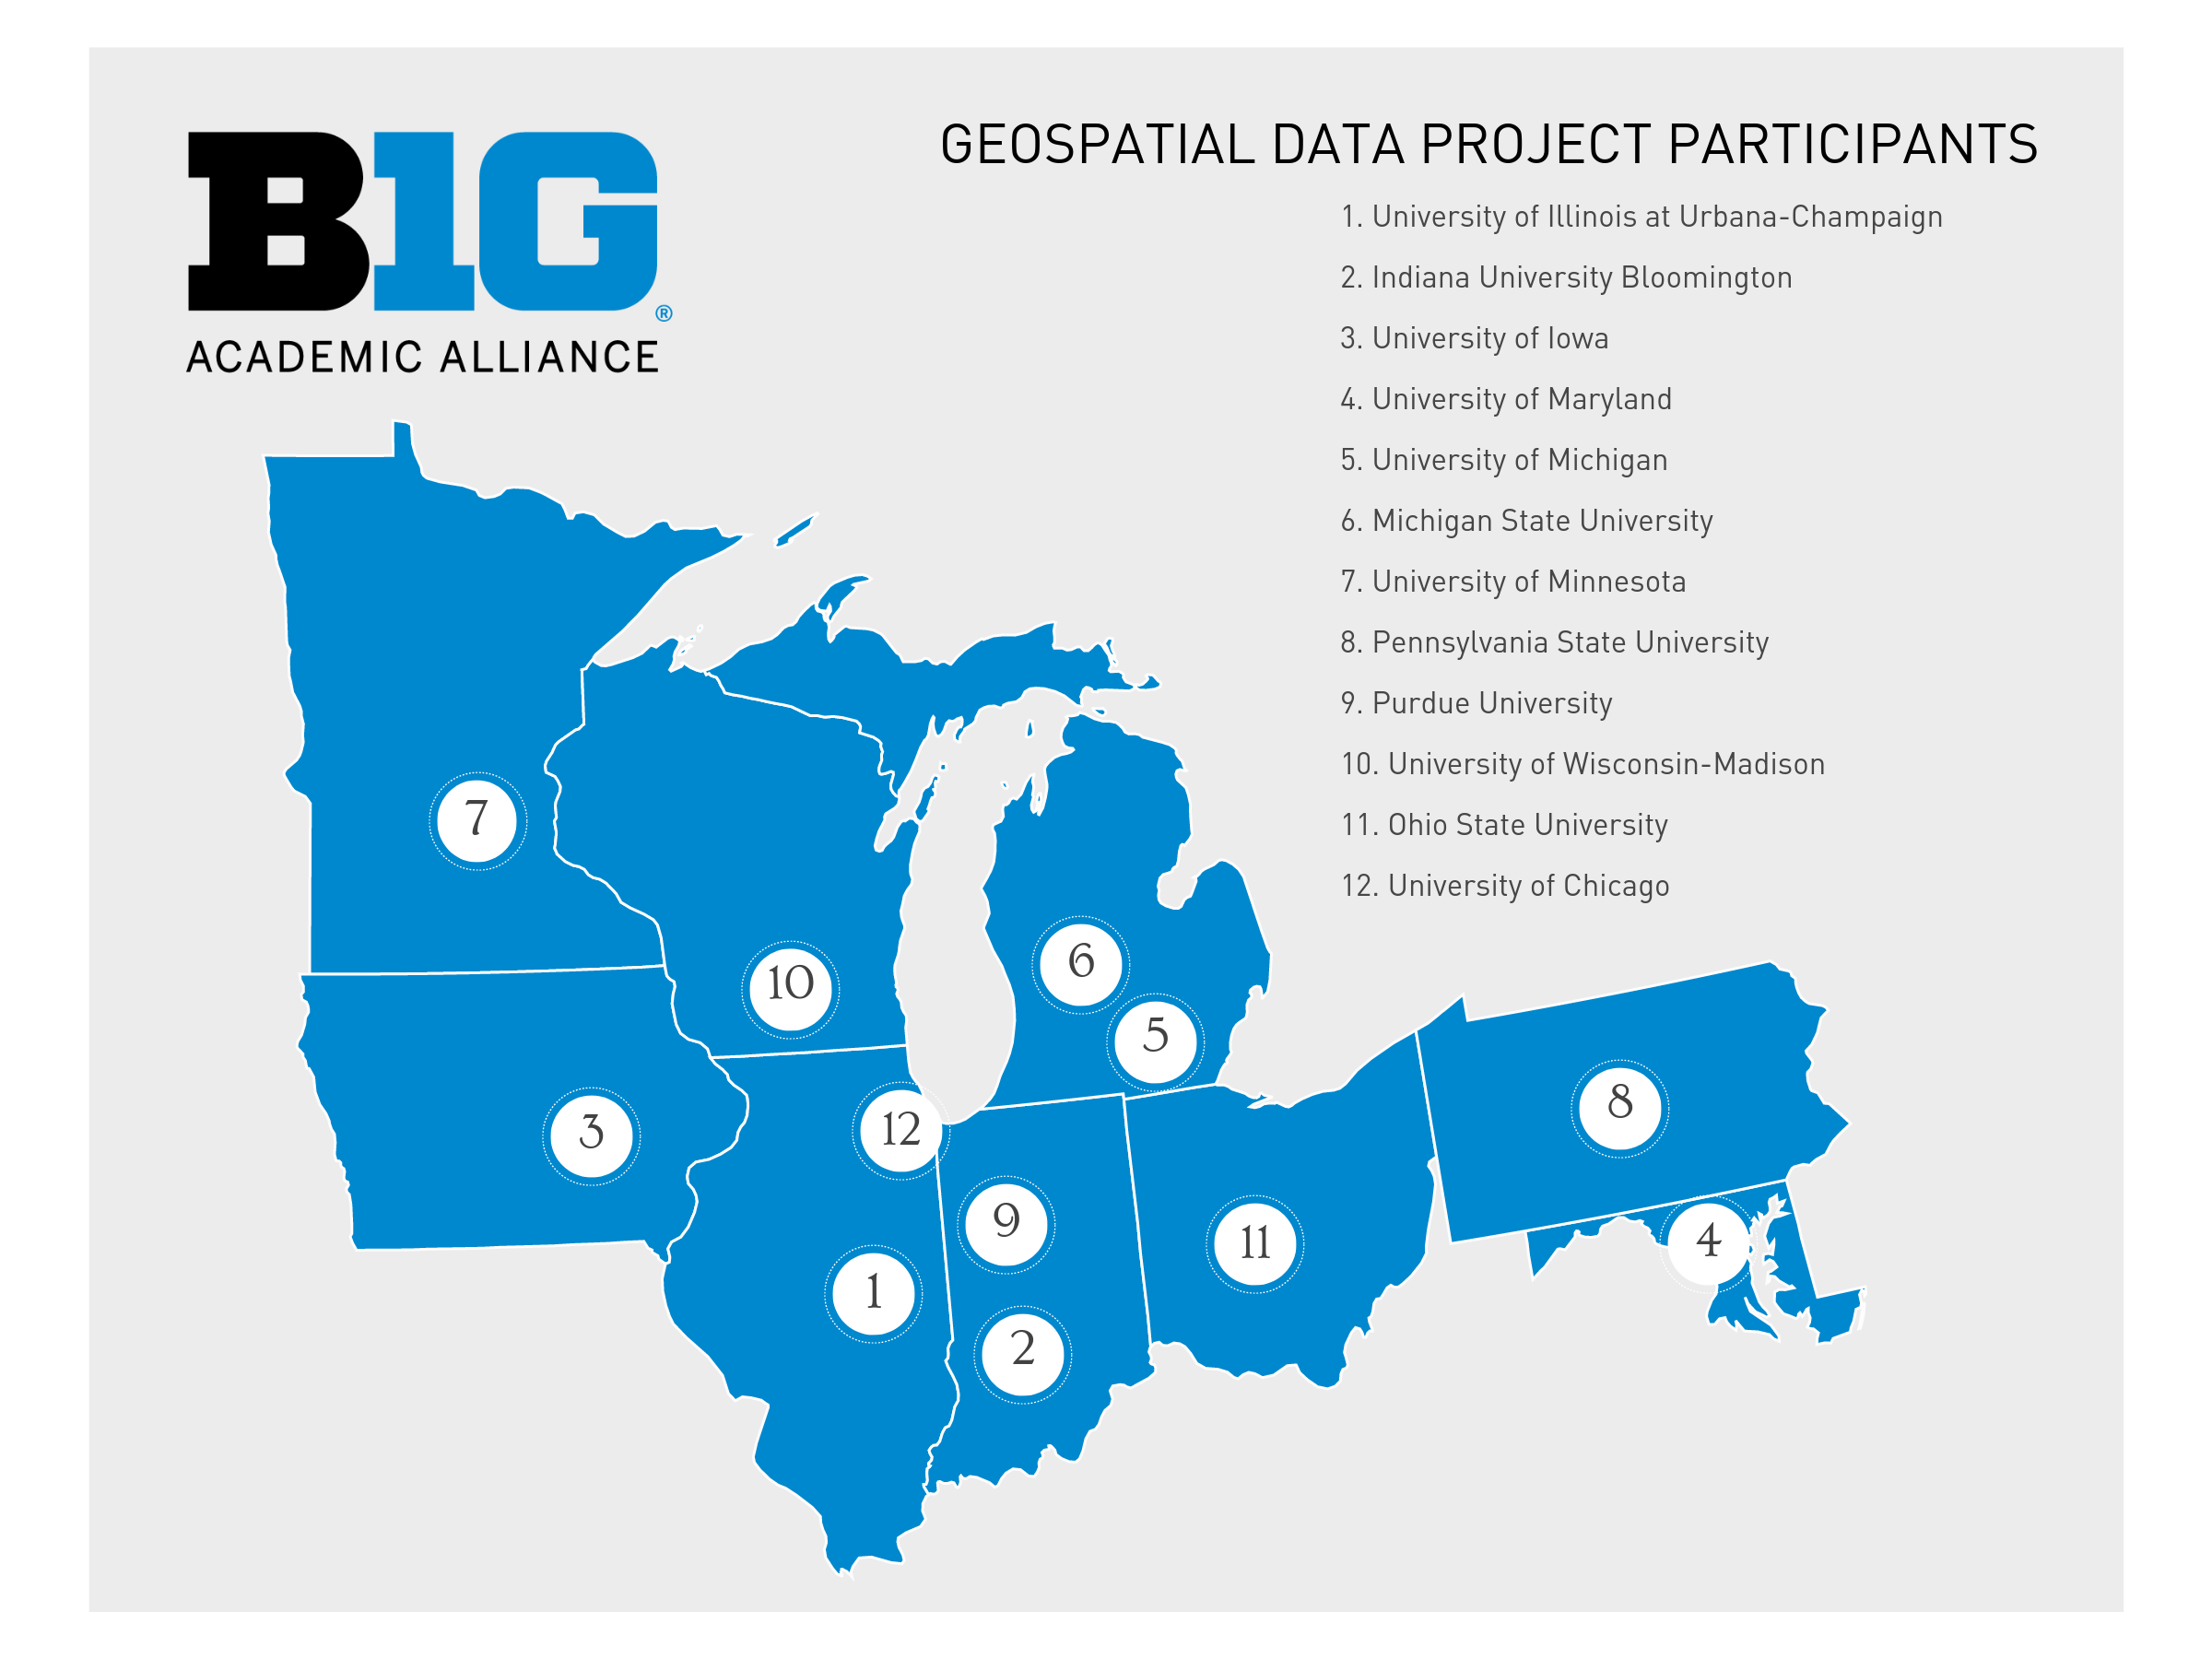 B1G®
ACADEMIC ALLIANCE
GEOSPATIAL DATA PROJECT PARTICIPANTS
1. University of Illinois at Urbana-Champaign
2. Indiana University Bloomington
3. University of Iowa
4. University of Maryland
5. University of Michigan
6. Michigan State University
7. University of Minnesota
8. Pennsylvania State University
9. Purdue University
10. University of Wisconsin-Madison
11. Ohio State University
12. University of Chicago
7
6
10
5
8
12
3
9
4
11
1
2